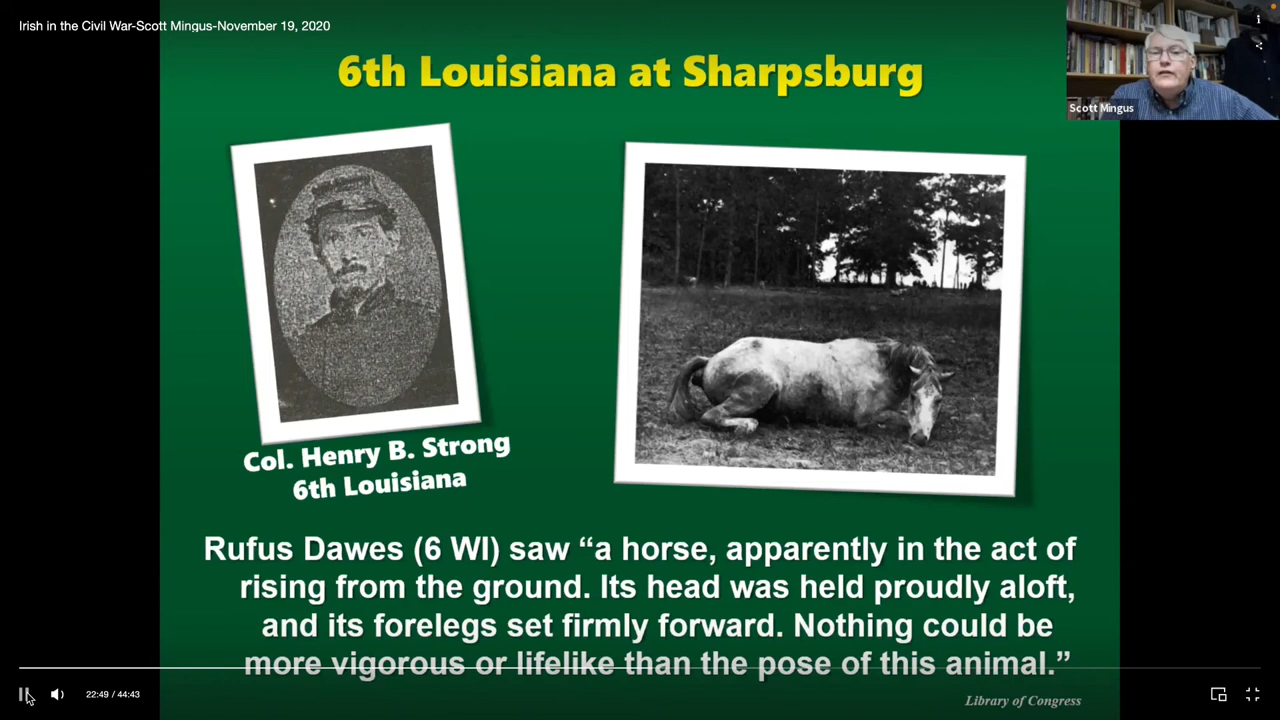 Irish in the Civil War-Scott Mingus-November 19, 2020
6th Louisiana at Sharpsburg
Scott Mingus
Col. Henry B. Strong
6th Louisiana
Rufus Dawes (6 WI) saw “a horse, apparently in the act of
rising from the ground. Its head was held proudly aloft,
and its forelegs set firmly forward. Nothing could be
more vigorous or lifelike than the pose of this animal.”
22:49 / 44:43
Library of Congress